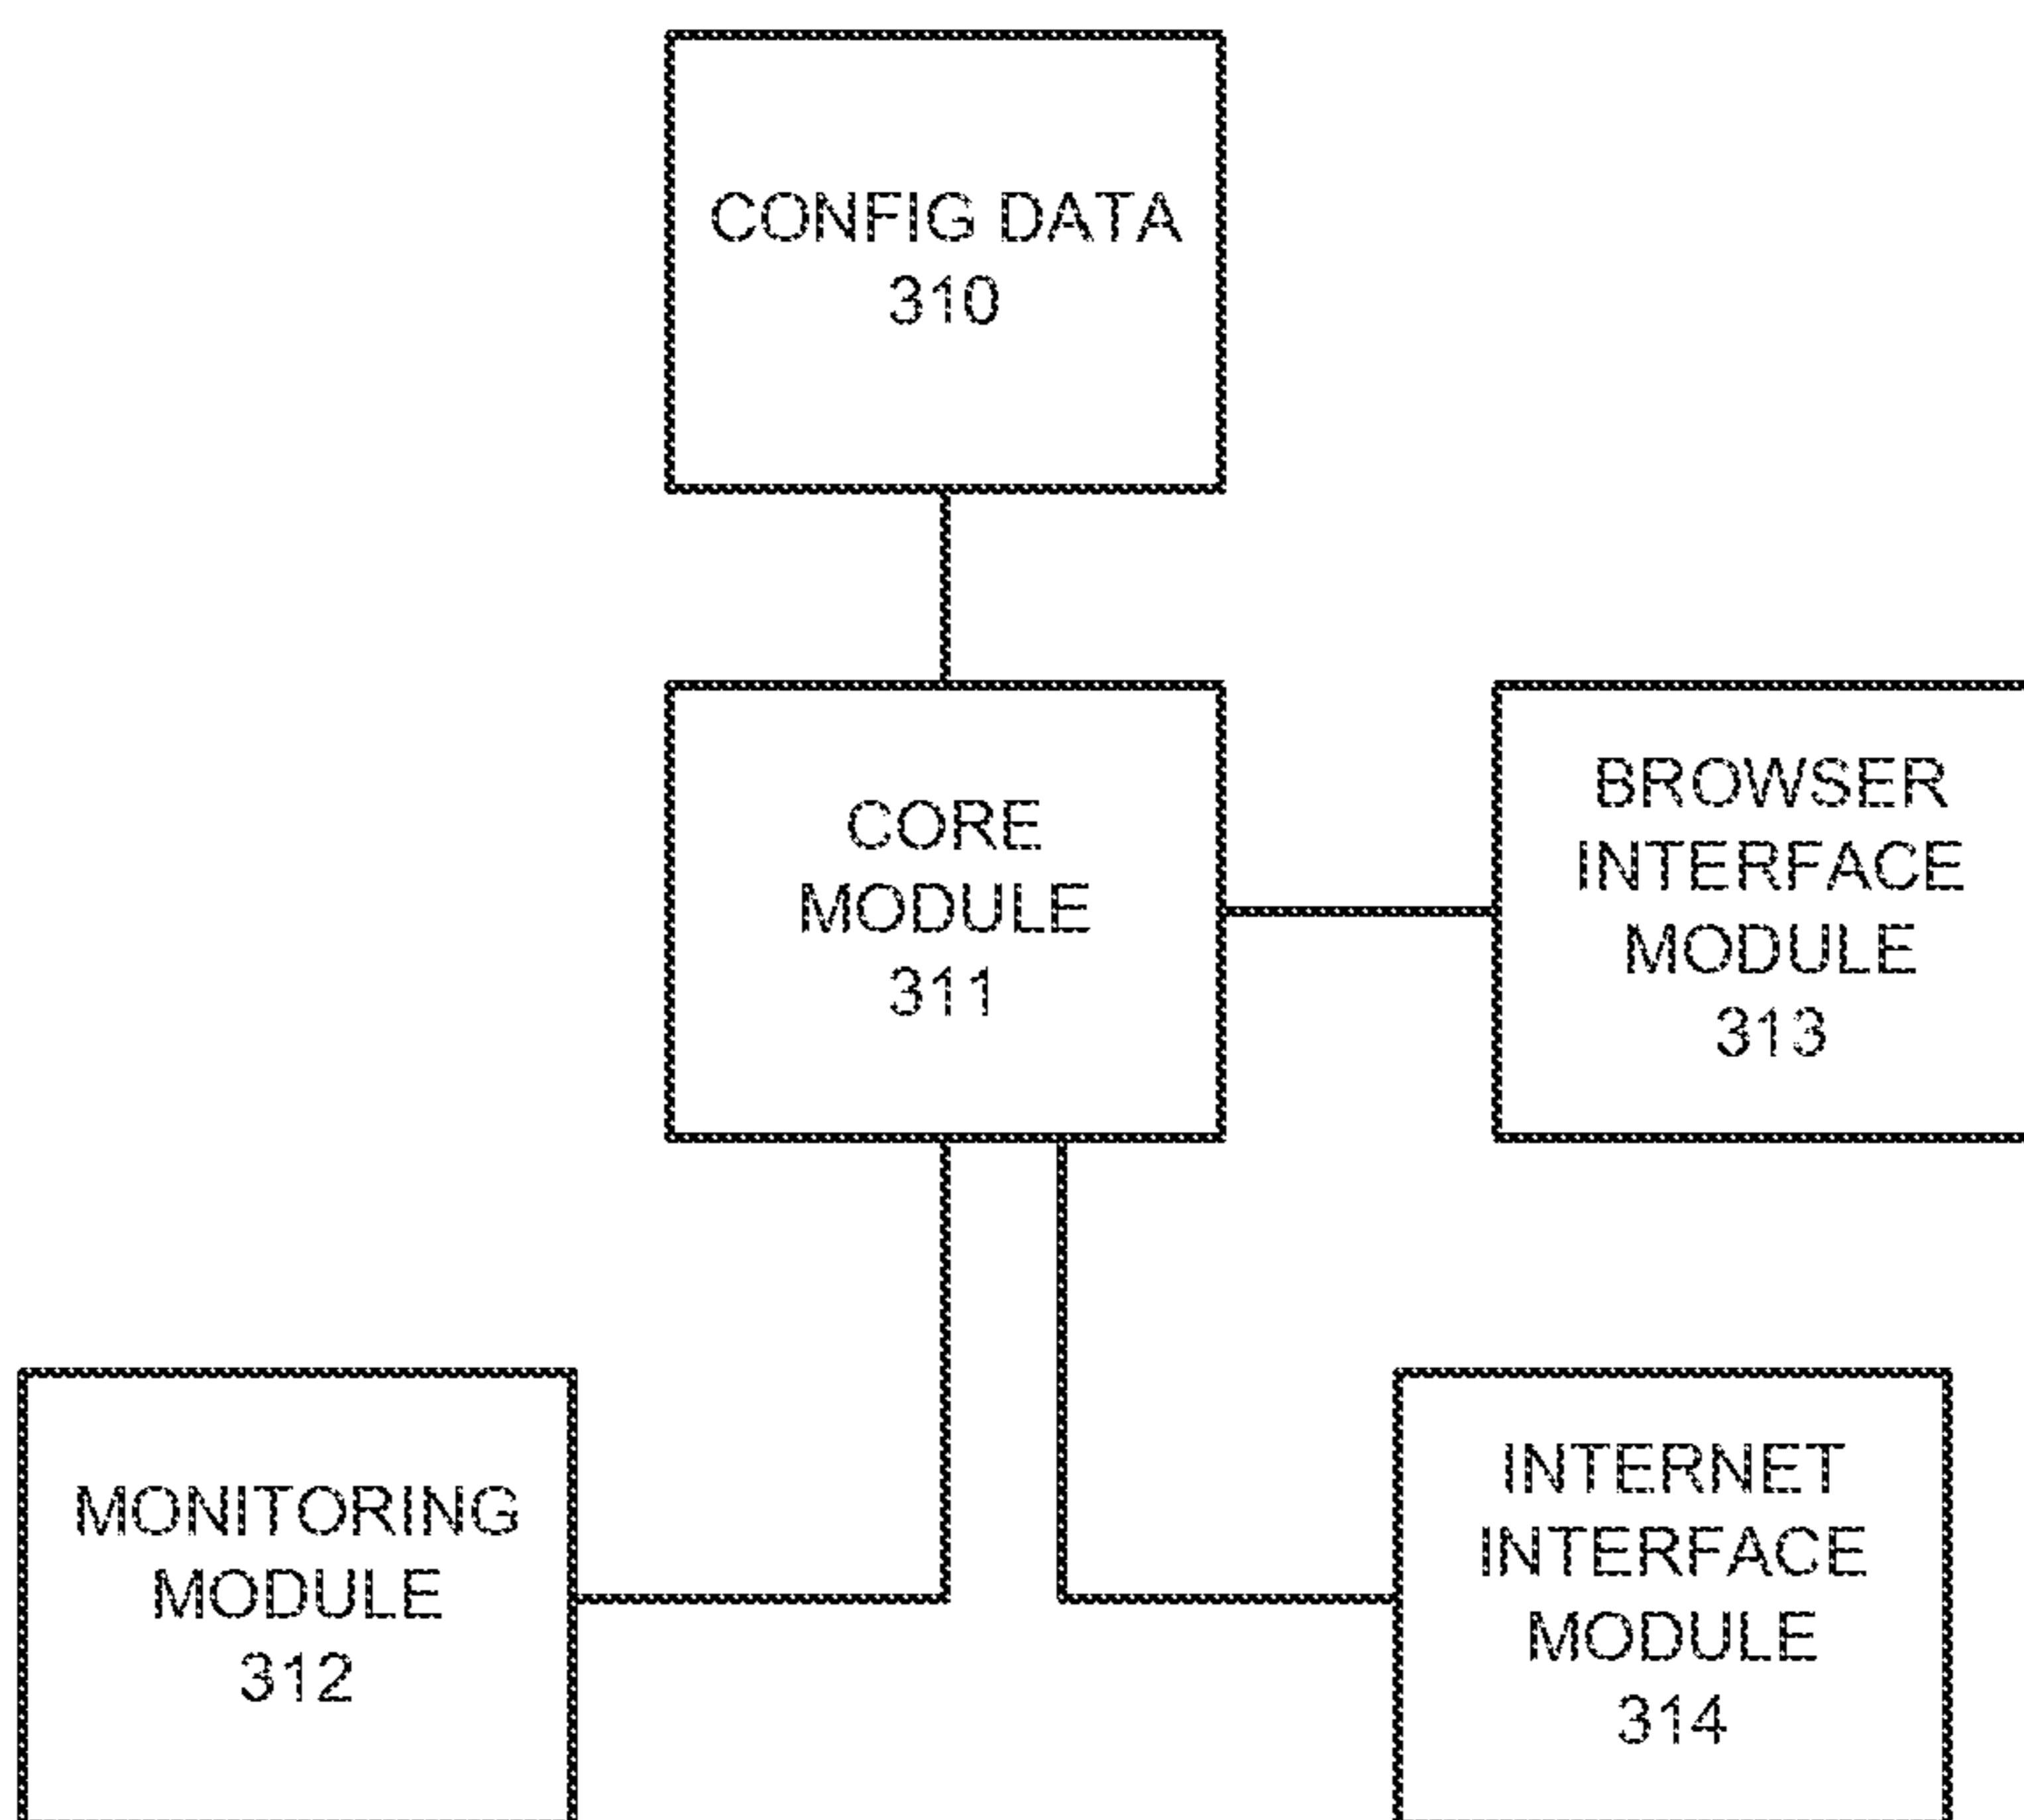 CONFIG DATA
310
CORE
MODULE
311
BROWSER
INTERFACE
MODULE
313
MONITORING
MODULE
312
INTERNET
INTERFACE
MODULE
314